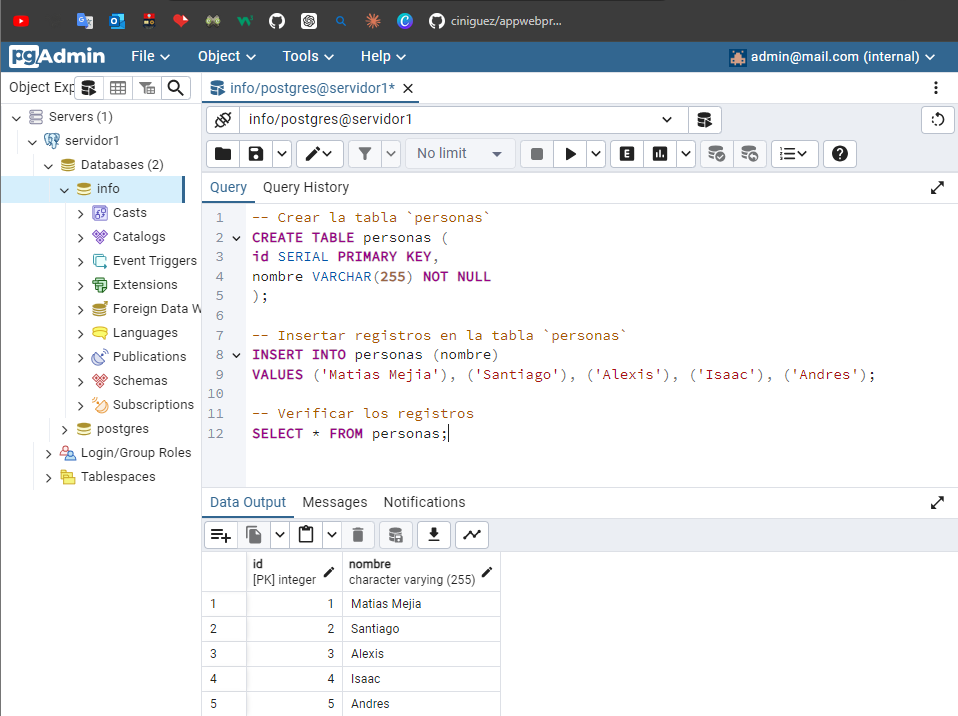 ciniguez/appwebpr...
pgAdmin File Object Tools Help admin@mail.com (internal)
Object Exp
info/postgres@servidor1*
Servers (1)
servidor1
Databases (2)
info
Casts
Catalogs
Event Triggers
Extensions
Foreign Data W
Languages
Publications
Schemas
Subscriptions
postgres
Login/Group Roles
Tablespaces
info/postgres@servidor1
No limit
E
Query Query History
1 -- Crear la tabla `personas`
2 CREATE TABLE personas (
3 id SERIAL PRIMARY KEY,
4 nombre VARCHAR(255) NOT NULL
5 );
6
7 -- Insertar registros en la tabla `personas`
8 INSERT INTO personas (nombre)
9 VALUES ('Matias Mejia'), ('Santiago'), ('Alexis'), ('Isaac'), ('Andres');
10
11 -- Verificar los registros
12 SELECT * FROM personas;
Data Output Messages Notifications
id nombre
[PK] integer character varying (255)
1 1 Matias Mejia
2 2 Santiago
3 3 Alexis
4 4 Isaac
5 5 Andres